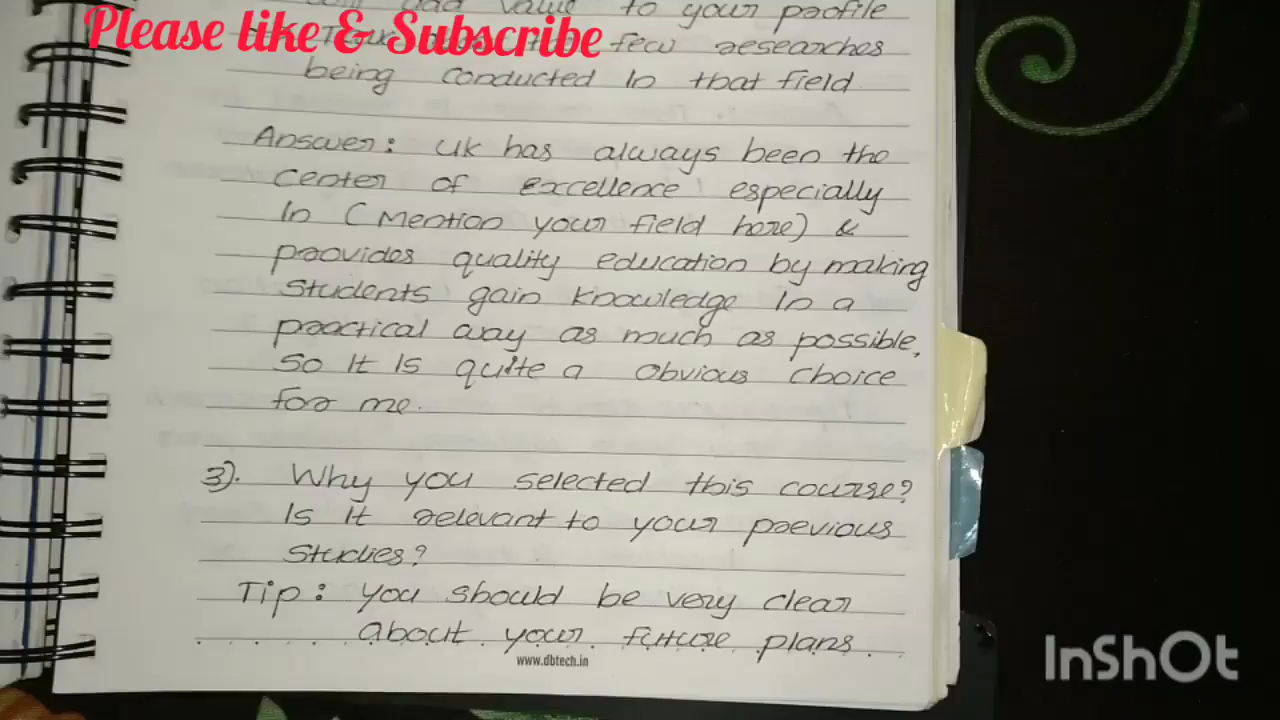 value to your profile
Please like & Subscribe
few researches
being conducted in that field
Answer: UK has always been the
center of excellence especially
in (Mention your field here) &
provides quality education by making
students gain knowledge in a
practical way as much as possible,
so it is quite a obvious choice
for me.
3). Why you selected this course?
Is it relevant to your previous
studies?
Tip: You should be very clear
about your future plans
www.dbtech.in
InShOt